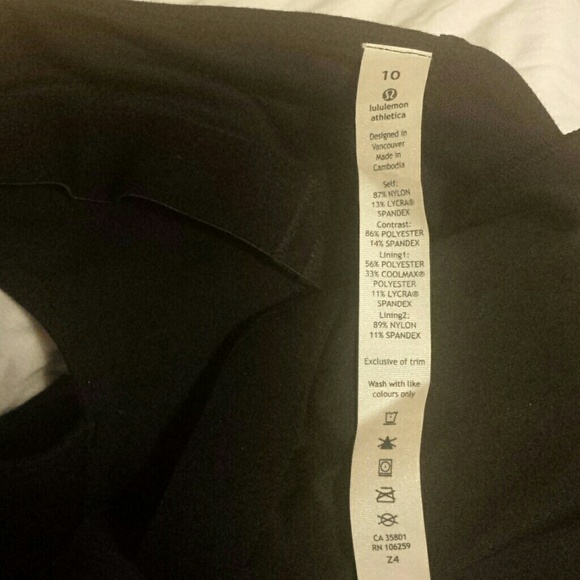 10
lululemon
athletica
Designed in
Vancouver
Made in
Cambodia
Self:
87% NYLON
13% LYCRA®
SPANDEX
Contrast:
86% POLYESTER
14% SPANDEX
Lining1:
56% POLYESTER
33% COOLMAX®
POLYESTER
11% LYCRA®
SPANDEX
Lining2:
89% NYLON
11% SPANDEX
Exclusive of trim
Wash with like
colours only
CA 35801
RN 106259
Z4